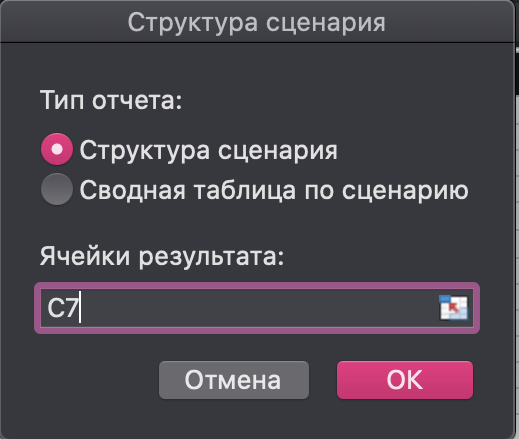 Структура сценария
Тип отчета:
Структура сценария
Сводная таблица по сценарию
Ячейки результата:
C7
Отмена
OK